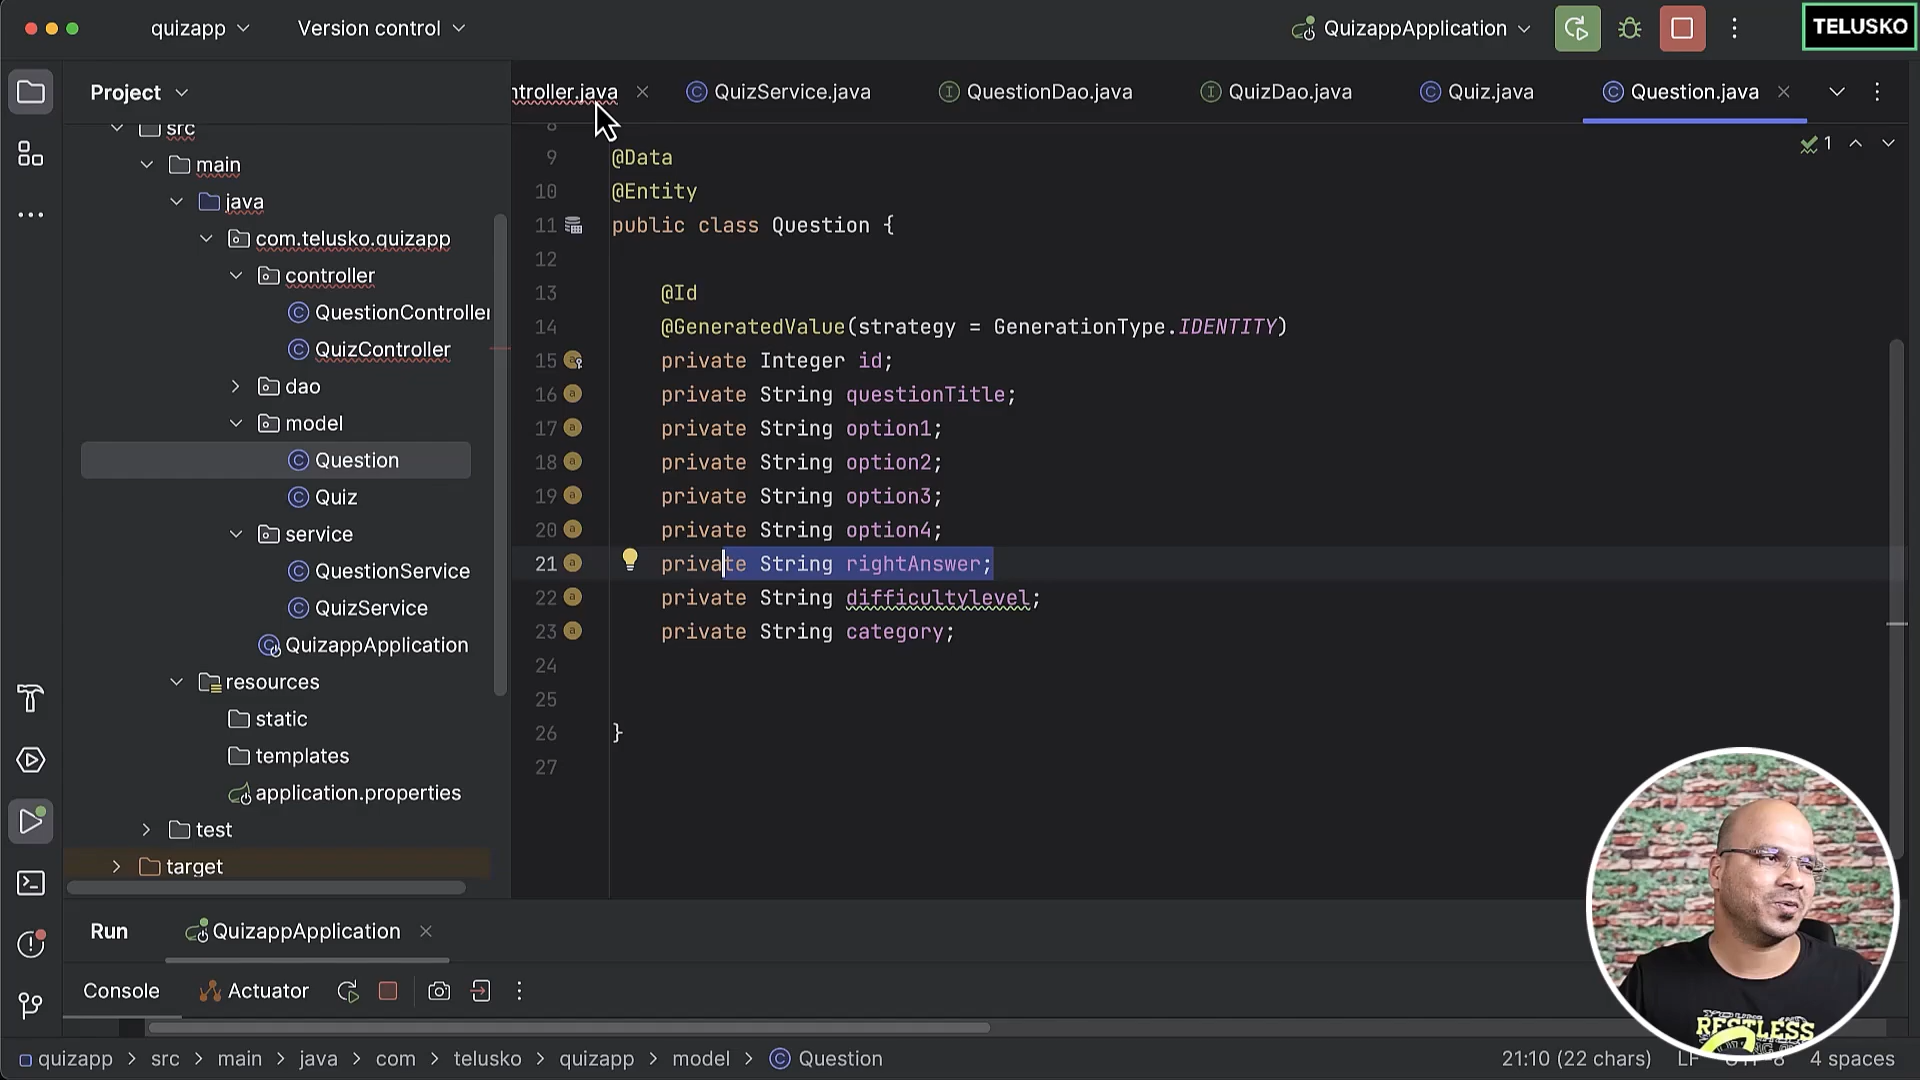 quizapp
Version control
QuizappApplication
TELUSKO
Project
ntroller.java
QuizService.java
QuestionDao.java
QuizDao.java
Quiz.java
Question.java
src
main
java
com.telusko.quizapp
controller
QuestionController
QuizController
dao
model
Question
Quiz
service
QuestionService
QuizService
QuizappApplication
resources
static
templates
application.properties
test
target
8
9 @Data
10 @Entity
11 public class Question {
12
13 @Id
14 @GeneratedValue(strategy = GenerationType.IDENTITY)
15 private Integer id;
16 private String questionTitle;
17 private String option1;
18 private String option2;
19 private String option3;
20 private String option4;
21 private String rightAnswer;
22 private String difficultylevel;
23 private String category;
24
25
26 }
27
1
Run
QuizappApplication
Console
Actuator
RESTLESS
quizapp > src > main > java > com > telusko > quizapp > model > Question
21:10 (22 chars)
LF
4 spaces